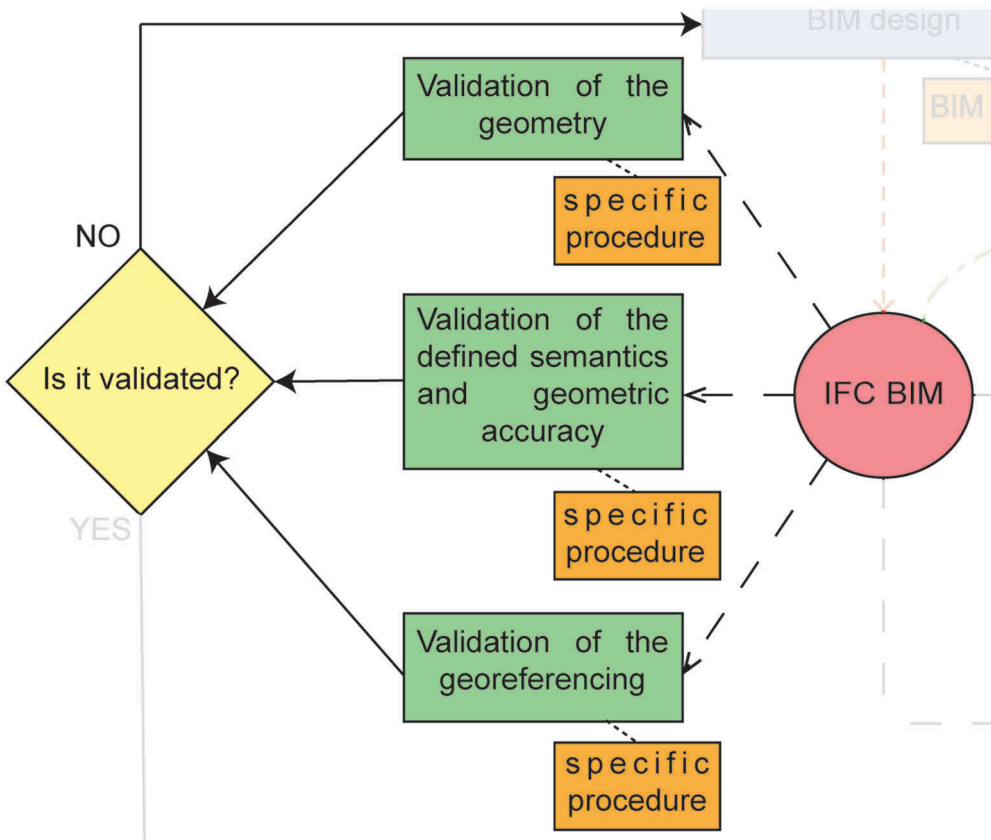 BIM design
Validation of the
geometry
BIM
specific
procedure
NO
Validation of the
defined semantics
and geometric
accuracy
Is it validated?
IFC BIM
specific
procedure
YES
Validation of the
georeferencing
specific
procedure